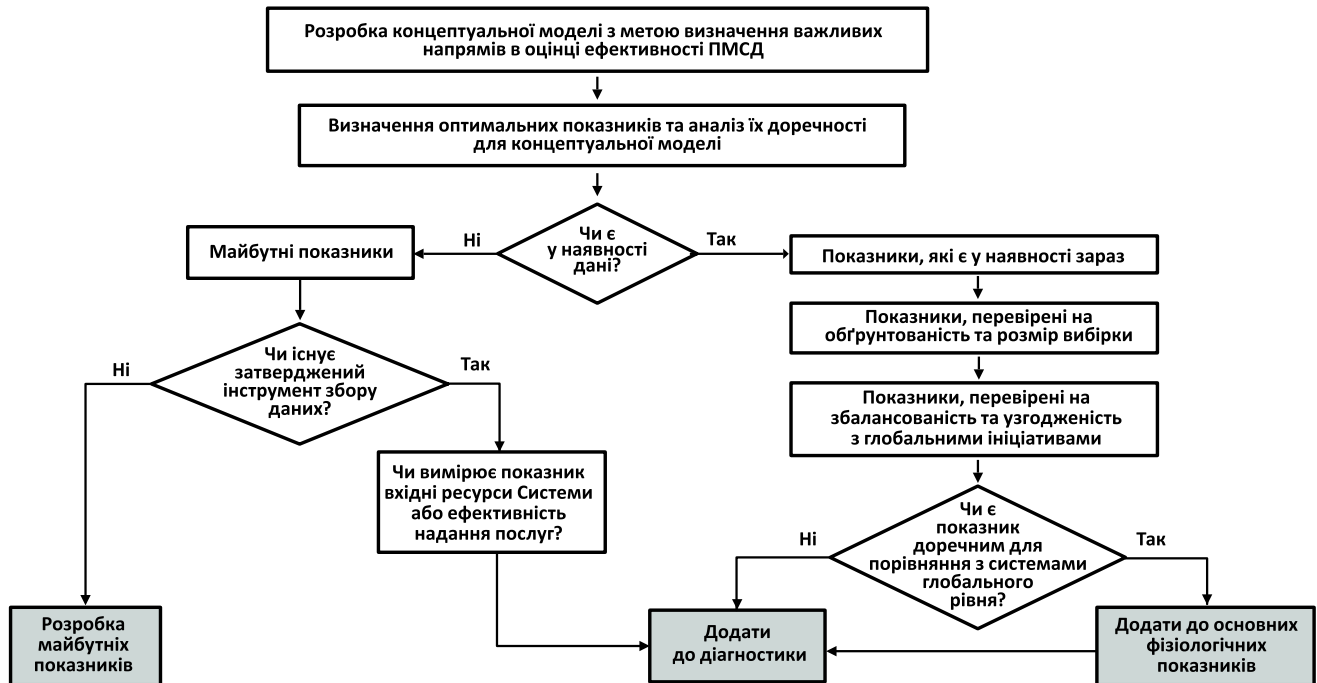 Розробка концептуальної моделі з метою визначення важливих
напрямів в оцінці ефективності ПМСД
Визначення оптимальних показників та аналіз їх доречності
для концептуальної моделі
Чи є
у наявності
дані?
Ні
Так
Майбутні показники
Показники, які є у наявності зараз
Показники, перевірені на
обґрунтованість та розмір вибірки
Чи існує
затверджений
інструмент збору
даних?
Ні
Так
Показники, перевірені на
збалансованість та узгодженість
з глобальними ініціативами
Чи вимірює показник
вхідні ресурси Системи
або ефективність
надання послуг?
Чи є
показник
доречним для
порівняння з системами
глобального
рівня?
Ні
Так
Розробка
майбутніх
показників
Додати
до діагностики
Додати до основних
фізіологічних
показників